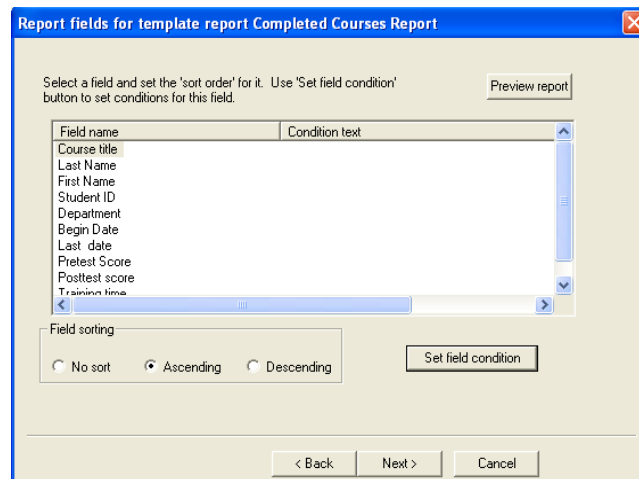 Report fields for template report Completed Courses Report
Select a field and set the 'sort order' for it. Use 'Set field condition'
button to set conditions for this field.
Preview report
Field name Condition text
Course title
Last Name
First Name
Student ID
Department
Begin Date
Last date
Pretest Score
Posttest score
Training time
Field sorting
No sort Ascending Descending
Set field condition
< Back Next > Cancel